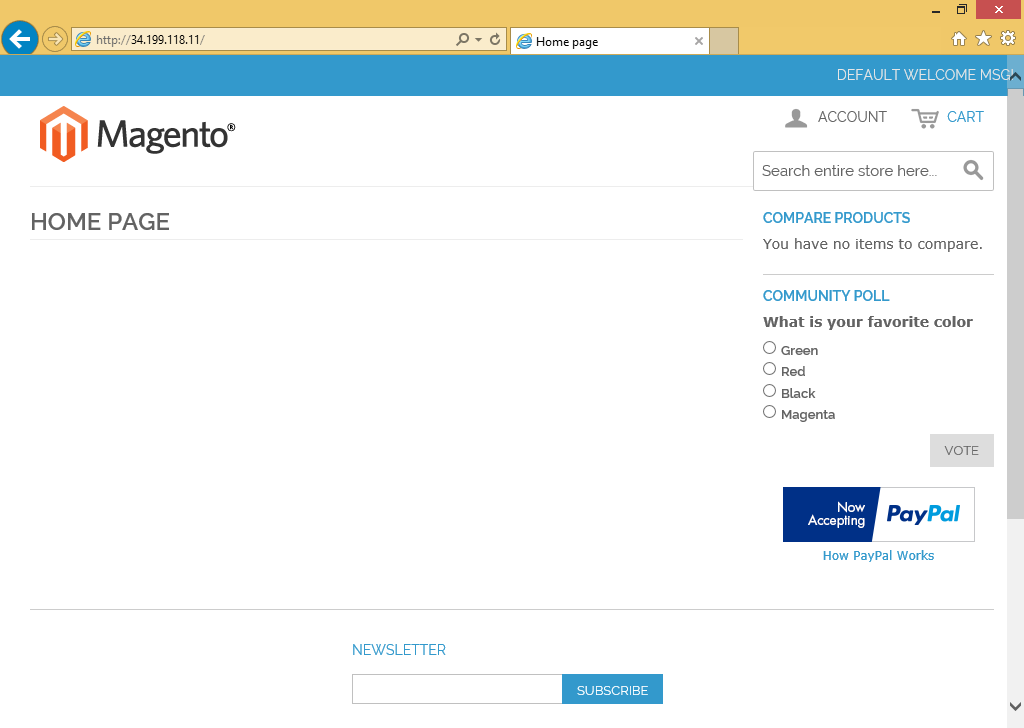 http://34.199.118.11/
Home page
DEFAULT WELCOME MSG!
Magento®
ACCOUNT
CART
Search entire store here...
HOME PAGE
COMPARE PRODUCTS
You have no items to compare.
COMMUNITY POLL
What is your favorite color
Green
Red
Black
Magenta
VOTE
Now
Accepting
PayPal
How PayPal Works
NEWSLETTER
SUBSCRIBE